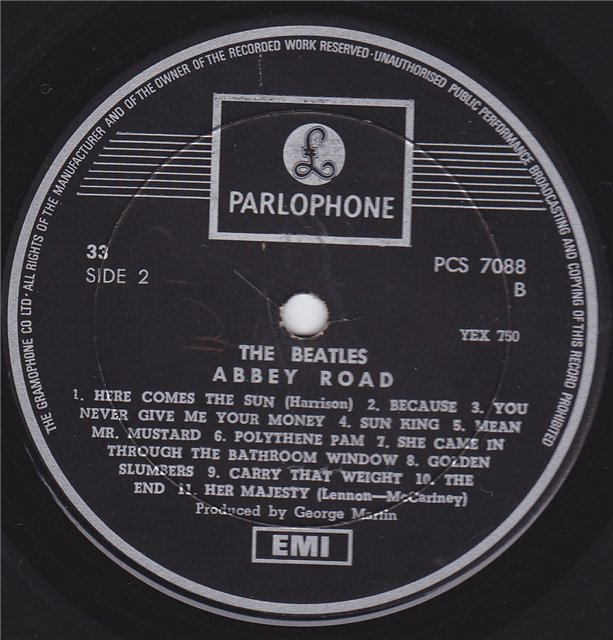 THE GRAMOPHONE CO LTD · ALL RIGHTS OF THE MANUFACTURER AND OF THE OWNER OF THE RECORDED WORK RESERVED · UNAUTHORISED PUBLIC PERFORMANCE BROADCASTING AND COPYING OF THIS RECORD PROHIBITED
£
PARLOPHONE
33
SIDE 2
PCS 7088
B
YEX 750
THE BEATLES
ABBEY ROAD
1. HERE COMES THE SUN (Harrison) 2. BECAUSE 3. YOU
NEVER GIVE ME YOUR MONEY 4. SUN KING 5. MEAN
MR. MUSTARD 6. POLYTHENE PAM 7. SHE CAME IN
THROUGH THE BATHROOM WINDOW 8. GOLDEN
SLUMBERS 9. CARRY THAT WEIGHT 10. THE
END 11. HER MAJESTY (Lennon—McCartney)
Produced by George Martin
EMI